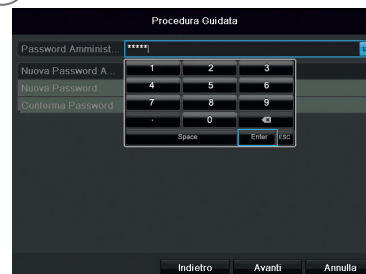 Procedura Guidata
Password Amminist... *****
Nuova Password A...
Nuova Password
Conferma Password
1 2 3
4 5 6
7 8 9
. 0
Space Enter ESC
Indietro Avanti Annulla